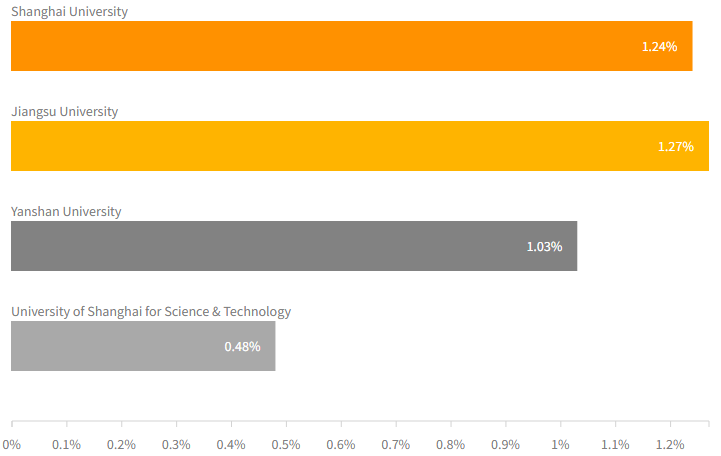 Shanghai University
1.24%
Jiangsu University
1.27%
Yanshan University
1.03%
University of Shanghai for Science & Technology
0.48%
0% 0.1% 0.2% 0.3% 0.4% 0.5% 0.6% 0.7% 0.8% 0.9% 1% 1.1% 1.2%